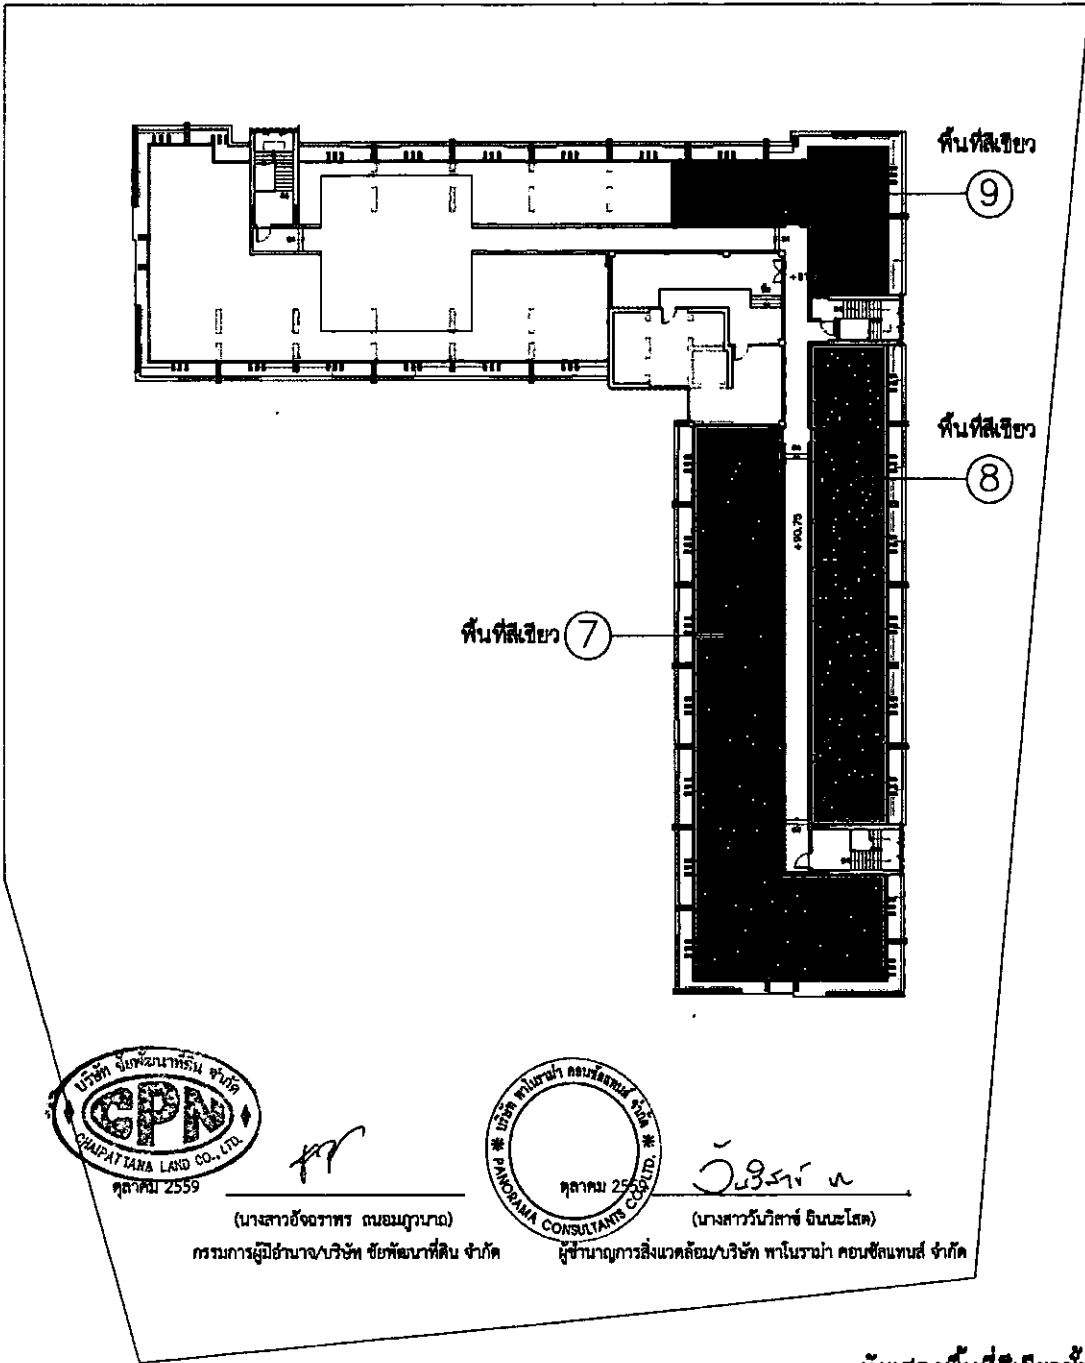 พื้นที่สีเขียว
9
พื้นที่สีเขียว
8
+90.75
พื้นที่สีเขียว 7
บริษัท ชัยพัฒนาที่ดิน จำกัด
CPN
CHAIPATTANA LAND CO., LTD.
ตุลาคม 2559
บริษัท พาโนราม่า คอนซัลแทนส์ จำกัด
PANORAMA CONSULTANTS CO., LTD.
ตุลาคม 2559
(นางสาวอัจฉราพร ถนอมภูวนาถ)
(นางสาววันวิสาข์ ฉินนะโสต)
กรรมการผู้มีอำนาจ/บริษัท ชัยพัฒนาที่ดิน จำกัด
ผู้ชำนาญการสิ่งแวดล้อม/บริษัท พาโนราม่า คอนซัลแทนส์ จำกัด